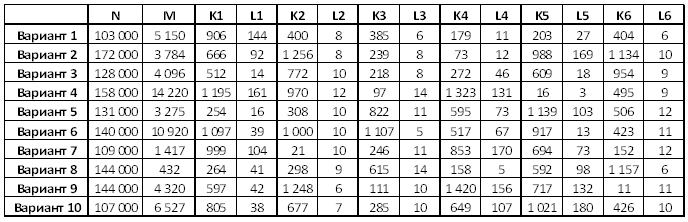 N M K1 L1 K2 L2 K3 L3 K4 L4 K5 L5 K6 L6
Вариант 1 103 000 5 150 906 144 400 8 385 6 179 11 203 27 404 6
Вариант 2 172 000 3 784 666 92 1 256 8 239 8 73 12 988 169 1 134 10
Вариант 3 128 000 4 096 512 14 772 10 218 8 272 46 609 18 954 9
Вариант 4 158 000 14 220 1 195 161 970 12 97 14 1 323 131 16 3 495 9
Вариант 5 131 000 3 275 254 16 308 10 822 11 595 73 1 139 103 506 12
Вариант 6 140 000 10 920 1 097 39 1 000 10 1 107 5 517 67 917 13 423 11
Вариант 7 109 000 1 417 999 104 21 10 246 11 853 170 694 73 152 12
Вариант 8 144 000 432 264 41 298 9 615 14 158 5 592 98 1 157 6
Вариант 9 144 000 4 320 597 42 1 248 6 111 10 1 420 156 717 132 11 11
Вариант 10 107 000 6 527 805 38 677 7 285 10 649 107 1 021 180 426 10